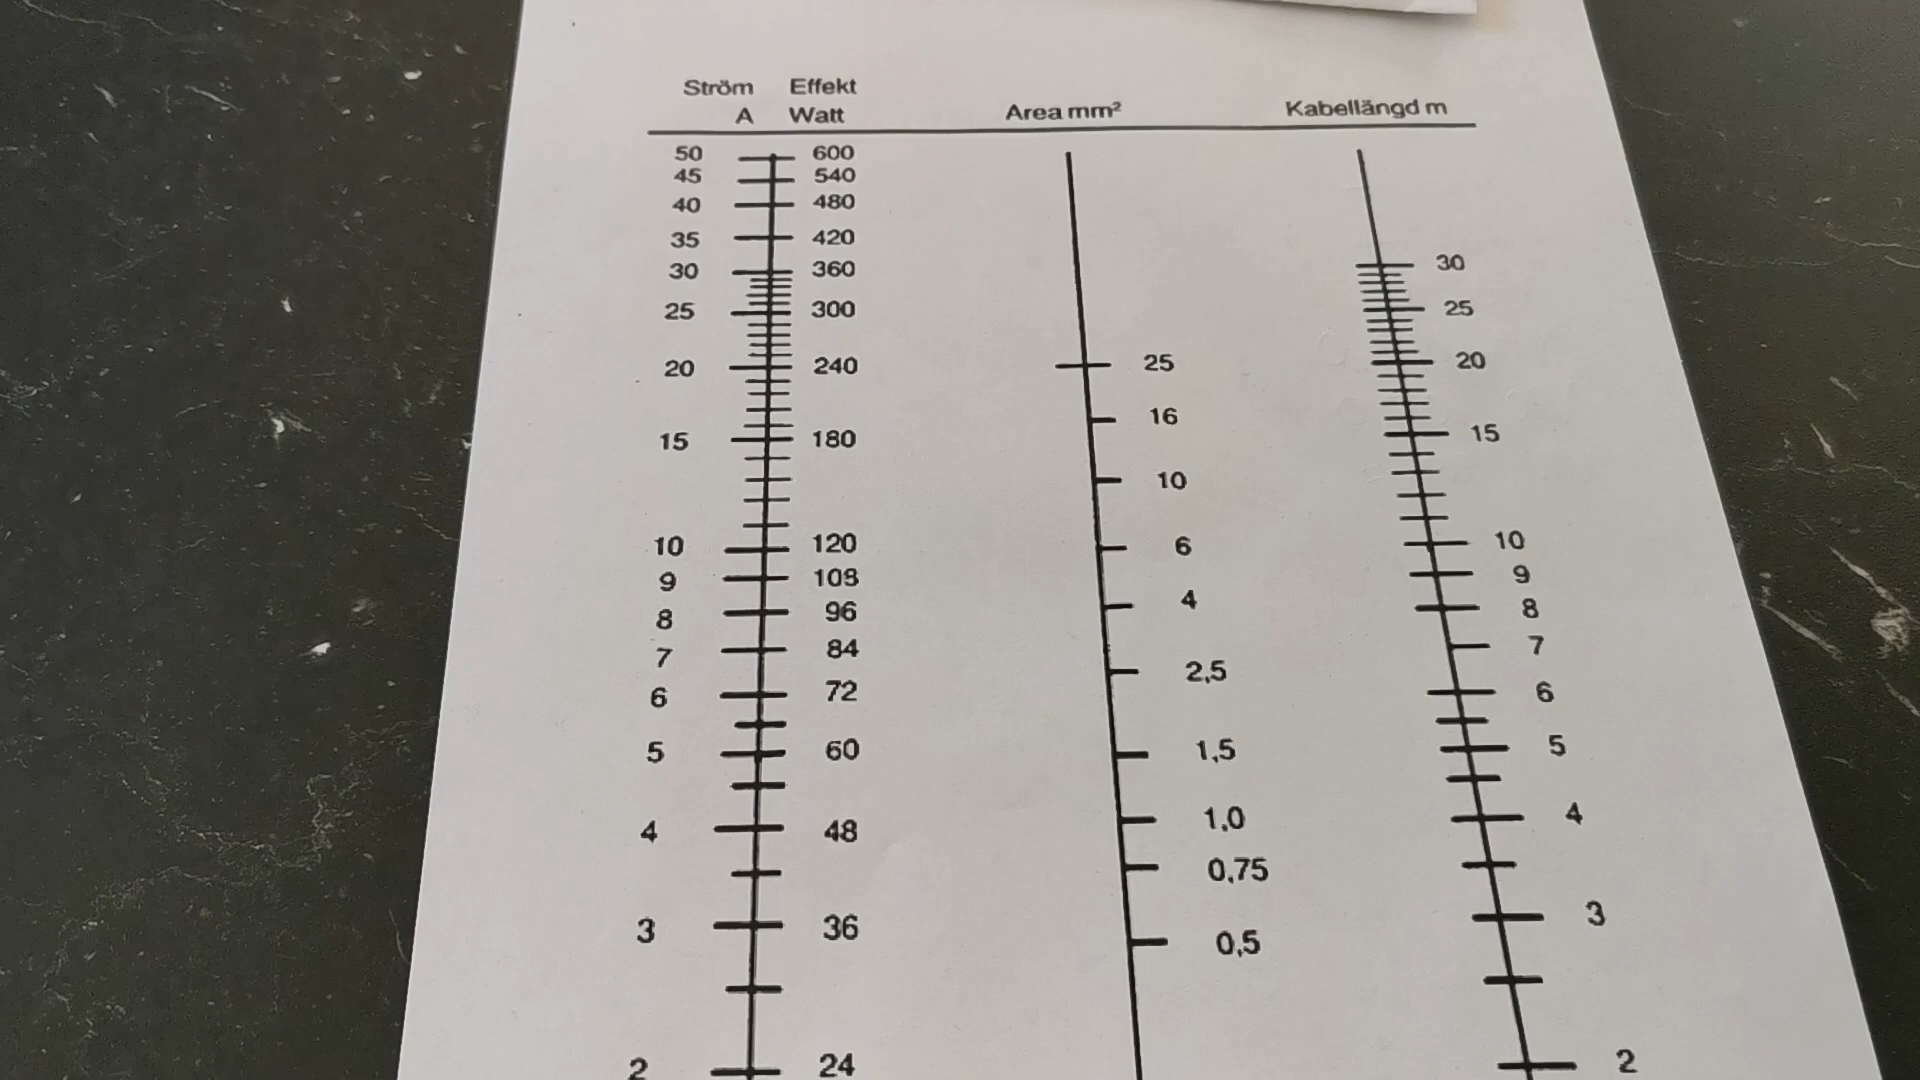 Ström Effekt
A Watt Area mm² Kabellängd m
50 600
45 540
40 480
35 420
30 360 30
25 300 25
20 240 25 20
16
15 180 15
10
10 120 6 10
9 108 9
8 96 4 8
7 84 7
6 72 2,5 6
5 60 1,5 5
4 48 1,0 4
0,75
3 36 0,5 3
2 24 2